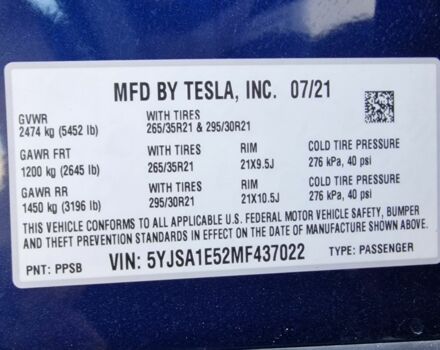 MFD BY TESLA, INC. 07/21
GVWR WITH TIRES
2474 kg (5452 lb) 265/35R21 & 295/30R21
GAWR FRT WITH TIRES RIM COLD TIRE PRESSURE
1200 kg (2645 lb) 265/35R21 21X9.5J 276 kPa, 40 psi
GAWR RR WITH TIRES RIM COLD TIRE PRESSURE
1450 kg (3196 lb) 295/30R21 21X10.5J 276 kPa, 40 psi
THIS VEHICLE CONFORMS TO ALL APPLICABLE U.S. FEDERAL MOTOR VEHICLE SAFETY, BUMPER
AND THEFT PREVENTION STANDARDS IN EFFECT ON THE DATE OF MANUFACTURE SHOWN ABOVE.
PNT: PPSB VIN: 5YJSA1E52MF437022 TYPE: PASSENGER